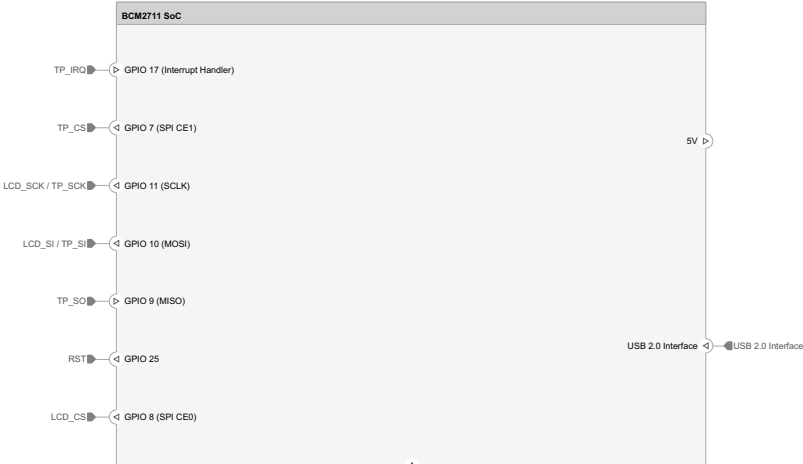 BCM2711 SoC
TP_IRQ GPIO 17 (Interrupt Handler)
TP_CS GPIO 7 (SPI CE1)
5V
LCD_SCK / TP_SCK GPIO 11 (SCLK)
LCD_SI / TP_SI GPIO 10 (MOSI)
TP_SO GPIO 9 (MISO)
USB 2.0 Interface USB 2.0 Interface
RST GPIO 25
LCD_CS GPIO 8 (SPI CE0)